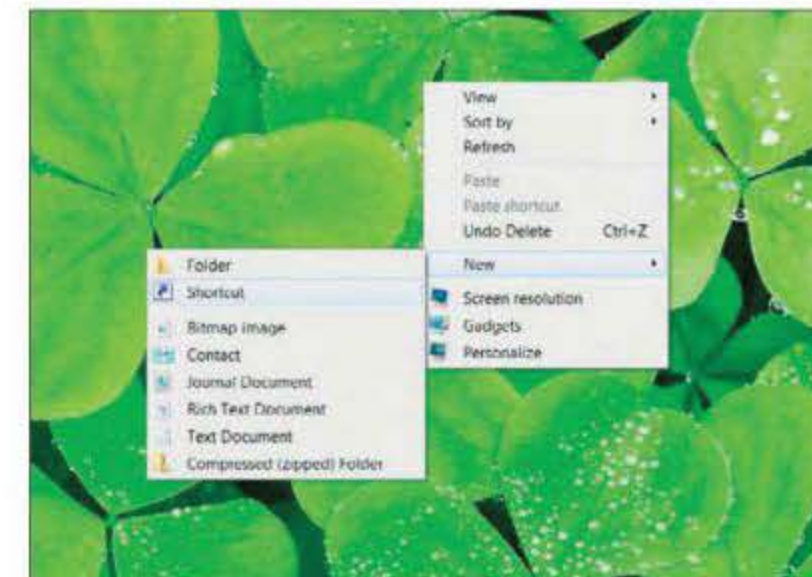 View
Sort by
Refresh
Paste
Paste shortcut
Undo Delete Ctrl+Z
New
Screen resolution
Gadgets
Personalize
Folder
Shortcut
Bitmap image
Contact
Journal Document
Rich Text Document
Text Document
Compressed (zipped) Folder